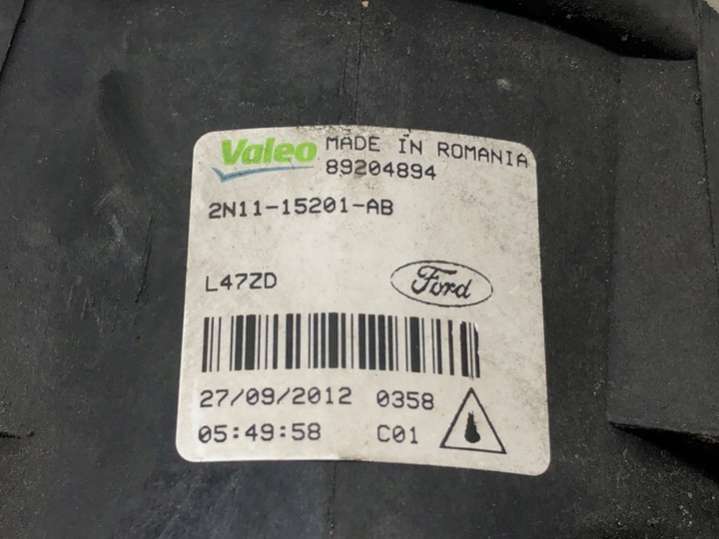 Valeo MADE IN ROMANIA
89204894
2N11-15201-AB
L47ZD Ford
27/09/2012 0358
05:49:58 C01